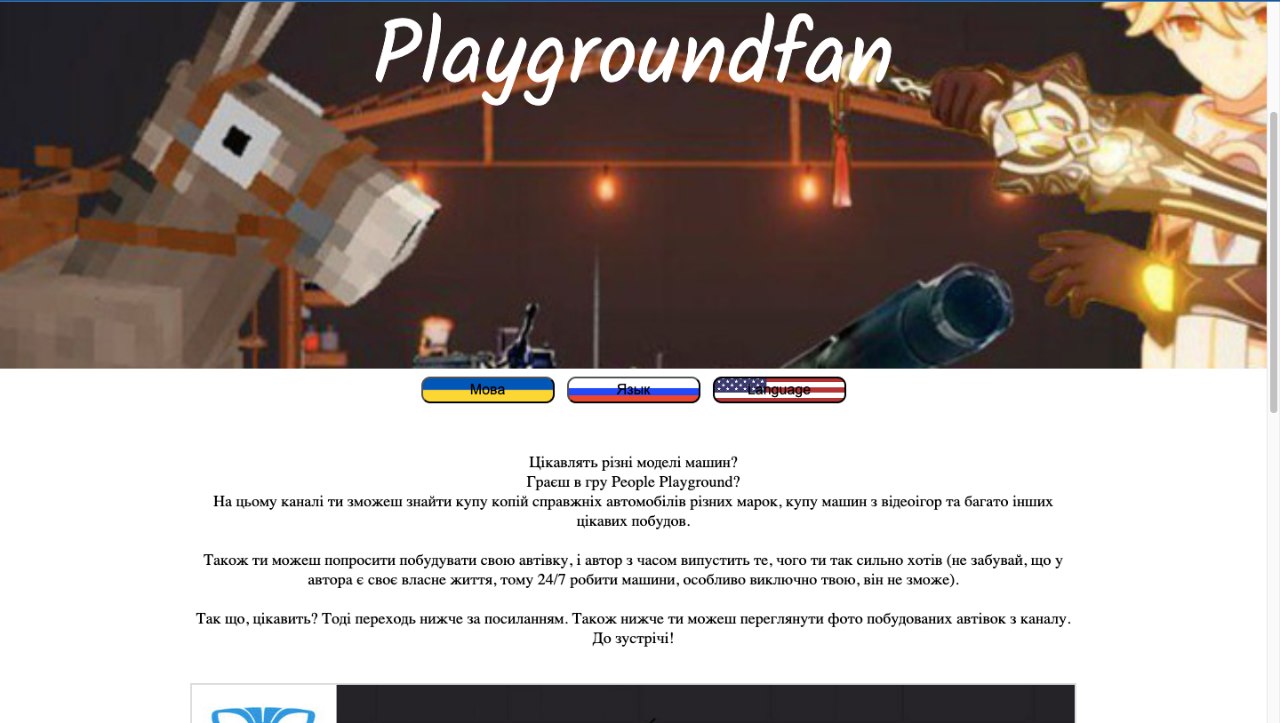 Playgroundfan
Мова
Язык
Language
Цікавлять різні моделі машин?
Граєш в гру People Playground?
На цьому каналі ти зможеш знайти купу копій справжніх автомобілів різних марок, купу машин з відеоігор та багато інших
цікавих побудов.
Також ти можеш попросити побудувати свою автівку, і автор з часом випустить те, чого ти так сильно хотів (не забувай, що у
автора є своє власне життя, тому 24/7 робити машини, особливо виключно твою, він не зможе).
Так що, цікавить? Тоді переходь нижче за посиланням. Також нижче ти можеш переглянути фото побудованих автівок з каналу.
До зустрічі!